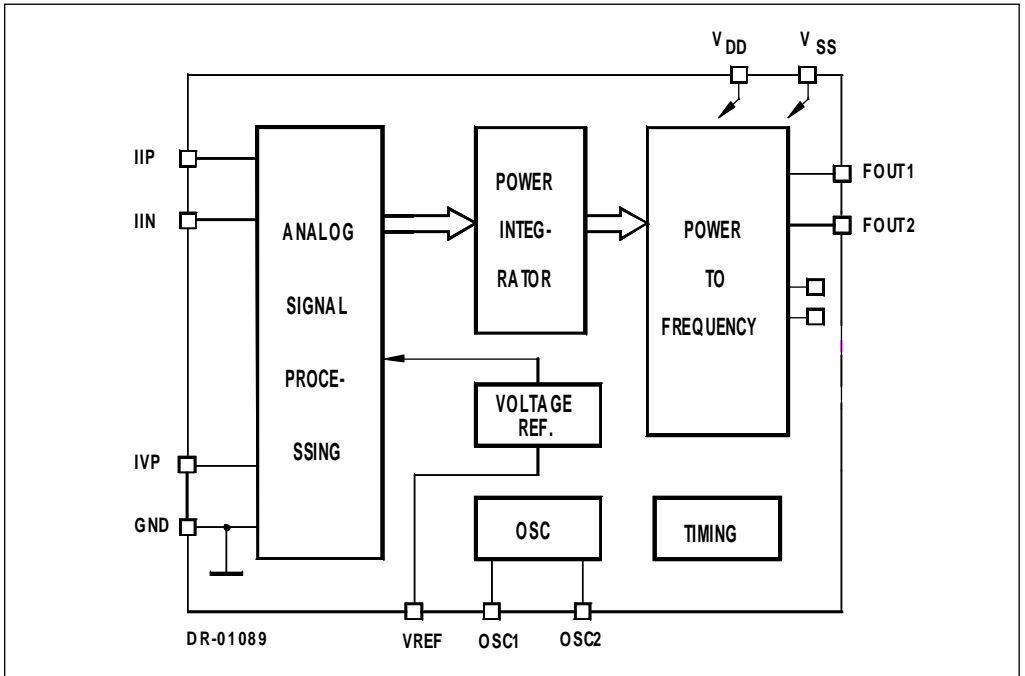 V DD
V SS
IIP
IIN
IVP
GND
ANALOG
SIGNAL
PROCE-
SSING
POWER
INTEG-
RATOR
POWER
TO
FREQUENCY
FOUT1
FOUT2
VOLTAGE
REF.
OSC
TIMING
DR-01089
VREF
OSC1
OSC2